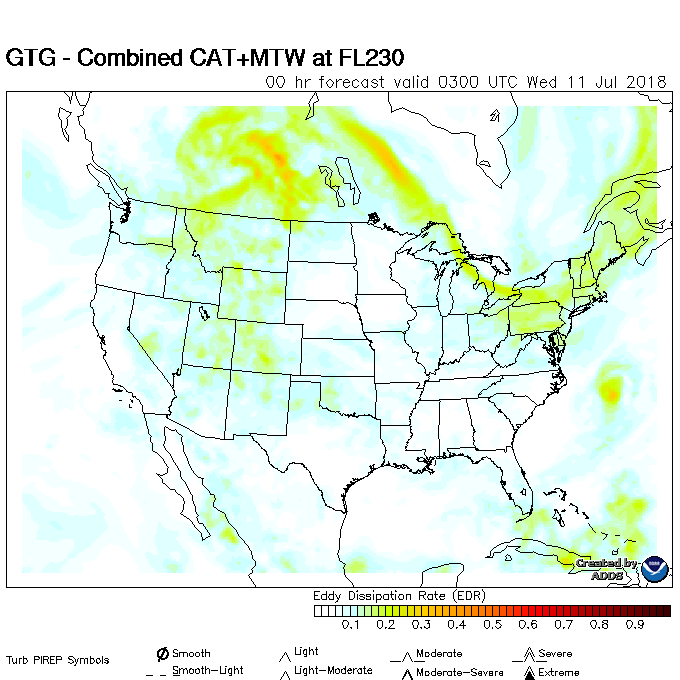 GTG - Combined CAT+MTW at FL230
00 hr forecast valid 0300 UTC Wed 11 Jul 2018
Created by
ADDS
Eddy Dissipation Rate (EDR)
0.1 0.2 0.3 0.4 0.5 0.6 0.7 0.8 0.9
Turb PIREP Symbols
Smooth Light Moderate Severe
Smooth-Light Light-Moderate Moderate-Severe Extreme